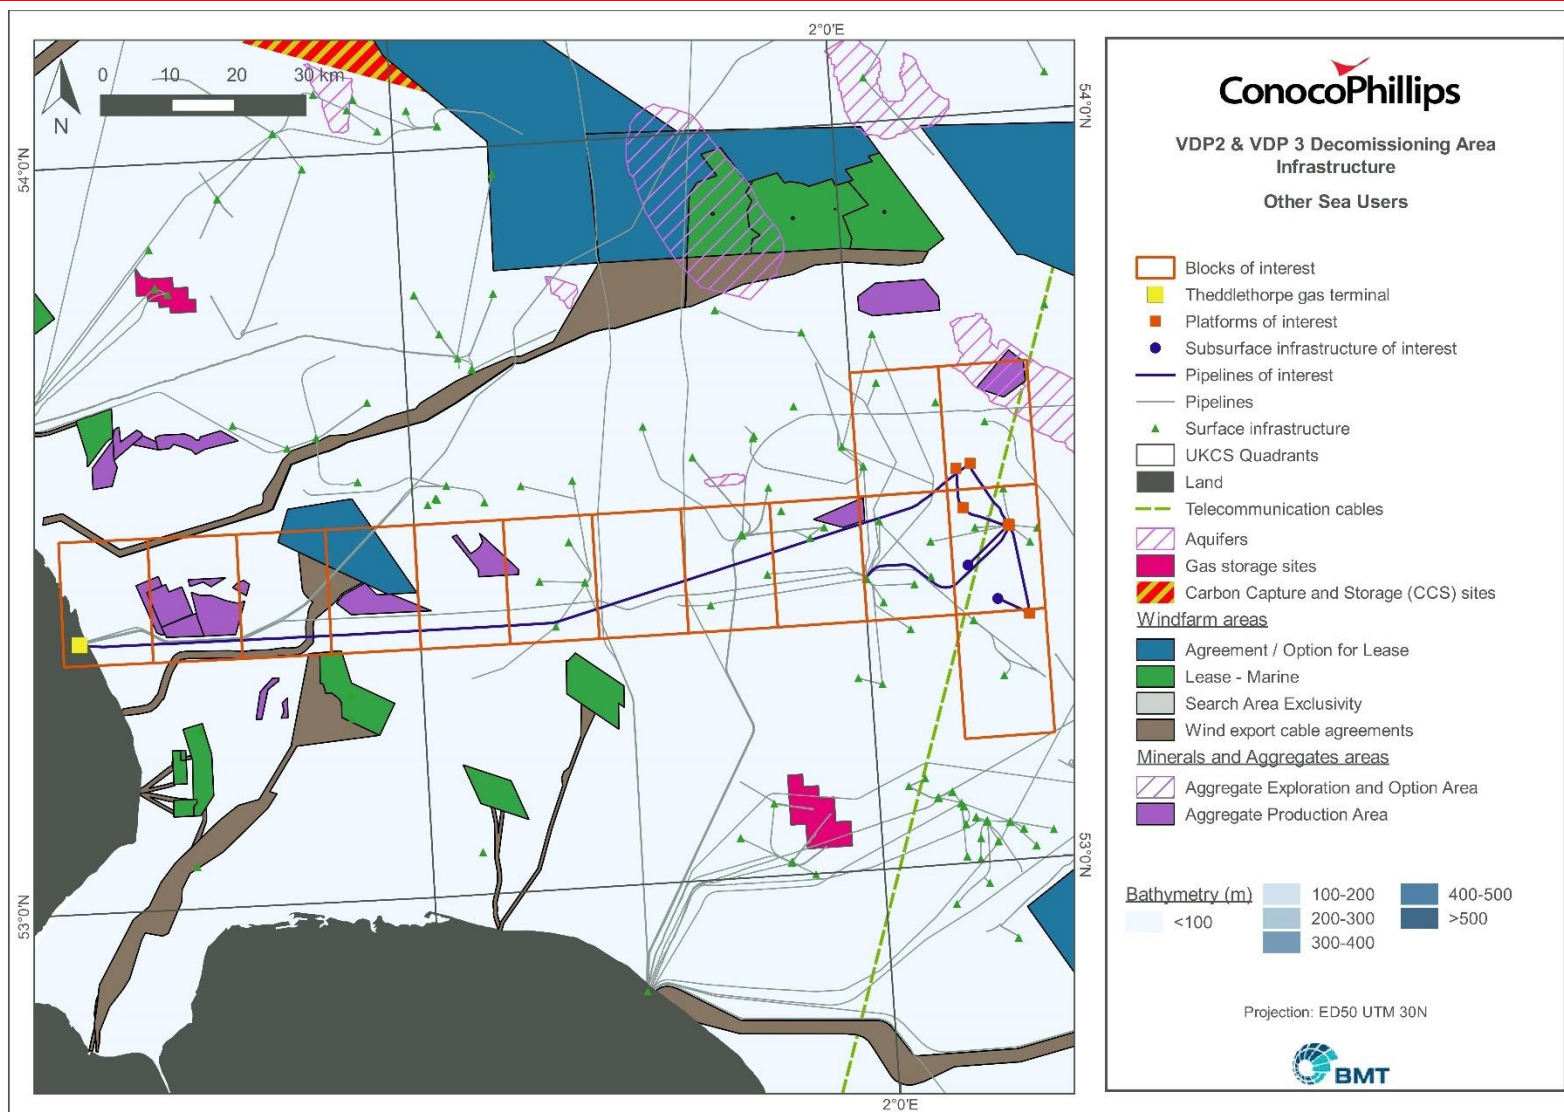 2°0'E
0 10 20 30 km
N
54°0'N
54°0'N
53°0'N
53°0'N
2°0'E
ConocoPhillips
VDP2 & VDP 3 Decomissioning Area
Infrastructure
Other Sea Users
Blocks of interest
Theddlethorpe gas terminal
Platforms of interest
Subsurface infrastructure of interest
Pipelines of interest
Pipelines
Surface infrastructure
UKCS Quadrants
Land
Telecommunication cables
Aquifers
Gas storage sites
Carbon Capture and Storage (CCS) sites
Windfarm areas
Agreement / Option for Lease
Lease - Marine
Search Area Exclusivity
Wind export cable agreements
Minerals and Aggregates areas
Aggregate Exploration and Option Area
Aggregate Production Area
Bathymetry (m)
<100
100-200
200-300
300-400
400-500
>500
Projection: ED50 UTM 30N
BMT